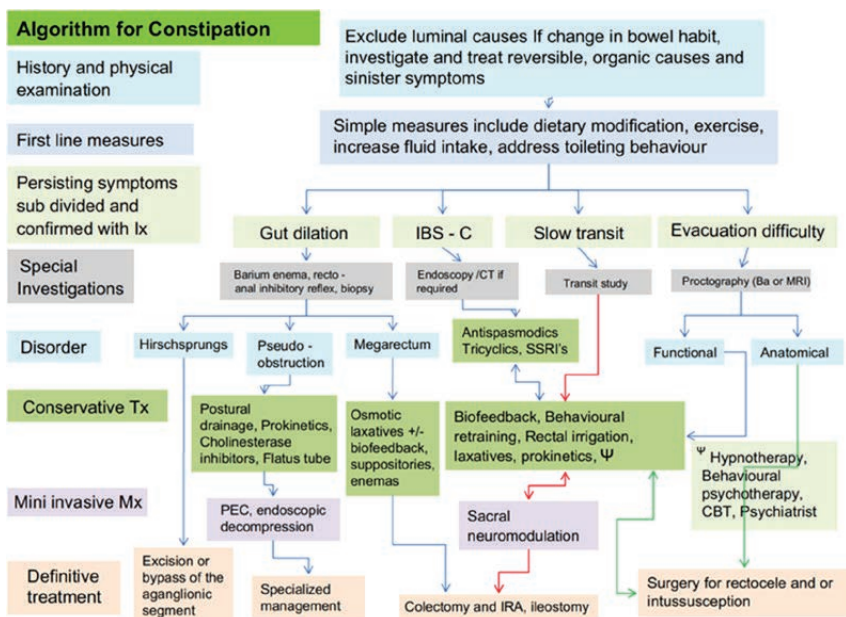 Algorithm for Constipation
Exclude luminal causes If change in bowel habit,
investigate and treat reversible, organic causes and
sinister symptoms
History and physical
examination
First line measures
Simple measures include dietary modification, exercise,
increase fluid intake, address toileting behaviour
Persisting symptoms
sub divided and
confirmed with Ix
Gut dilation
IBS - C
Slow transit
Evacuation difficulty
Special
Investigations
Barium enema, recto -
anal inhibitory reflex, biopsy
Endoscopy /CT if
required
Transit study
Proctography (Ba or MRI)
Disorder
Hirschsprungs
Pseudo -
obstruction
Megarectum
Antispasmodics
Tricyclics, SSRI's
Functional
Anatomical
Conservative Tx
Postural
drainage, Prokinetics,
Cholinesterase
inhibitors, Flatus tube
Osmotic
laxatives +/-
biofeedback,
suppositories,
enemas
Biofeedback, Behavioural
retraining, Rectal irrigation,
laxatives, prokinetics, Ψ
Ψ Hypnotherapy,
Behavioural
psychotherapy,
CBT, Psychiatrist
Mini invasive Mx
PEC, endoscopic
decompression
Sacral
neuromodulation
Definitive
treatment
Excision or
bypass of the
aganglionic
segment
Specialized
management
Colectomy and IRA, ileostomy
Surgery for rectocele and or
intussusception